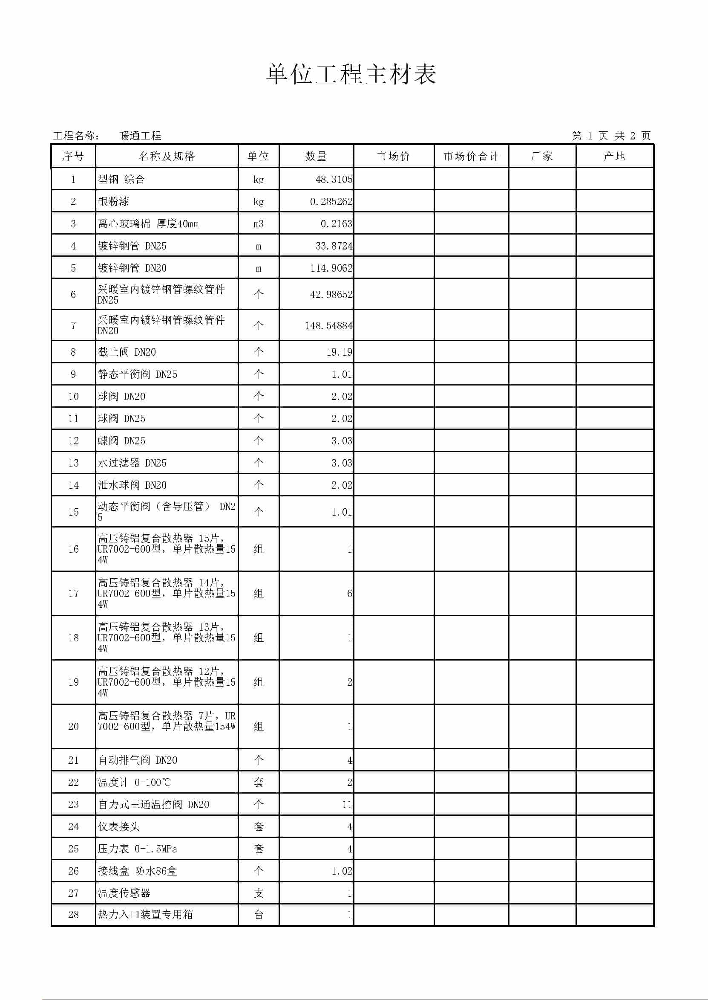 单位工程主材表
工程名称： 暖通工程 第 1 页 共 2 页
序号 名称及规格 单位 数量 市场价 市场价合计 厂家 产地
1 型钢 综合 kg 48.3105
2 银粉漆 kg 0.285262
3 离心玻璃棉 厚度40mm m3 0.2163
4 镀锌钢管 DN25 m 33.8724
5 镀锌钢管 DN20 m 114.9062
6 采暖室内镀锌钢管螺纹管件 个 42.98652
DN25
7 采暖室内镀锌钢管螺纹管件 个 148.54884
DN20
8 截止阀 DN20 个 19.19
9 静态平衡阀 DN25 个 1.01
10 球阀 DN20 个 2.02
11 球阀 DN25 个 2.02
12 蝶阀 DN25 个 3.03
13 水过滤器 DN25 个 3.03
14 泄水球阀 DN20 个 2.02
15 动态平衡阀（含导压管） DN2 个 1.01
5
高压铸铝复合散热器 15片，
16 UR7002-600型，单片散热量15 组 1
4W
高压铸铝复合散热器 14片，
17 UR7002-600型，单片散热量15 组 6
4W
高压铸铝复合散热器 13片，
18 UR7002-600型，单片散热量15 组 1
4W
高压铸铝复合散热器 12片，
19 UR7002-600型，单片散热量15 组 2
4W
高压铸铝复合散热器 7片，UR
20 7002-600型，单片散热量154W 组 1
21 自动排气阀 DN20 个 4
22 温度计 0-100℃ 套 2
23 自力式三通温控阀 DN20 个 11
24 仪表接头 套 4
25 压力表 0-1.5MPa 套 4
26 接线盒 防水86盒 个 1.02
27 温度传感器 支 1
28 热力入口装置专用箱 台 1